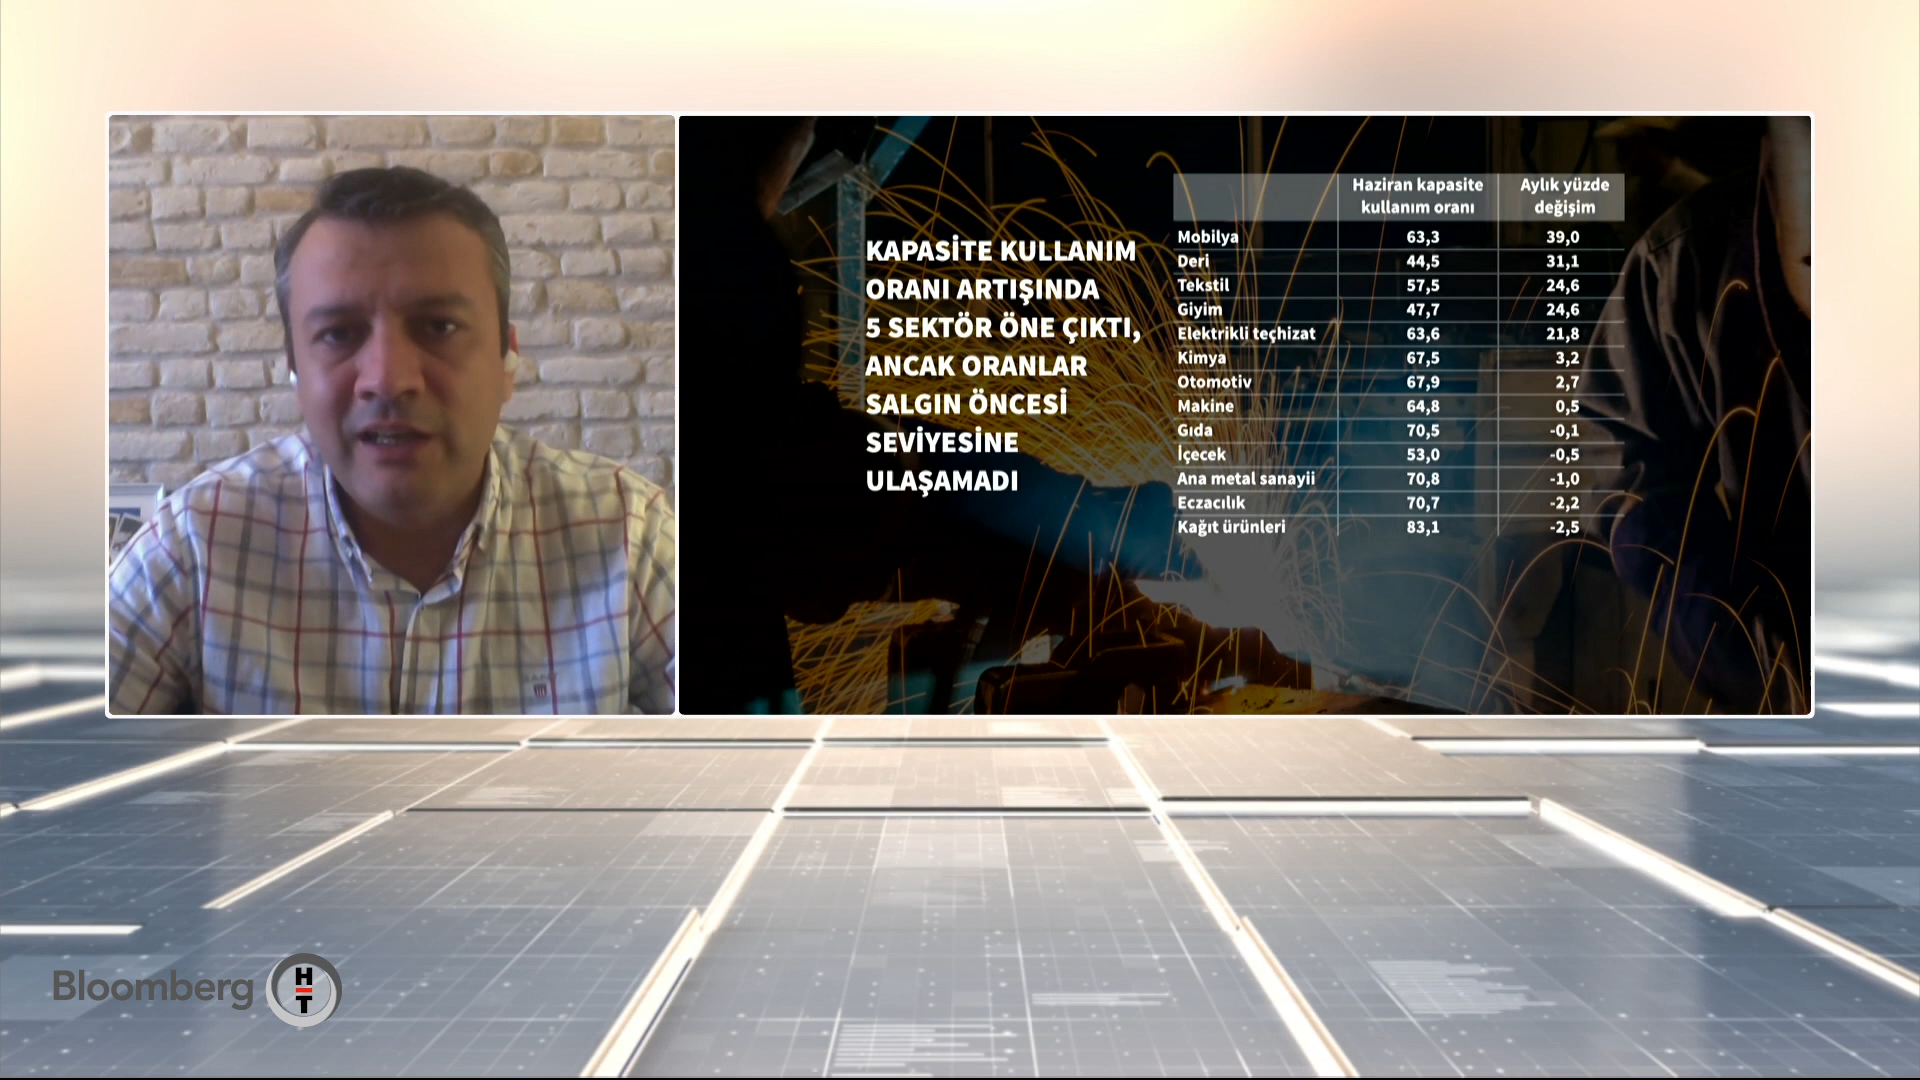 KAPASİTE KULLANIM
ORANI ARTIŞINDA
5 SEKTÖR ÖNE ÇIKTI,
ANCAK ORANLAR
SALGIN ÖNCESİ
SEVİYESİNE
ULAŞAMADI
Haziran kapasite kullanım oranı Aylık yüzde değişim
Mobilya 63,3 39,0
Deri 44,5 31,1
Tekstil 57,5 24,6
Giyim 47,7 24,6
Elektrikli teçhizat 63,6 21,8
Kimya 67,5 3,2
Otomotiv 67,9 2,7
Makine 64,8 0,5
Gıda 70,5 -0,1
İçecek 53,0 -0,5
Ana metal sanayii 70,8 -1,0
Eczacılık 70,7 -2,2
Kağıt ürünleri 83,1 -2,5
Bloomberg HT